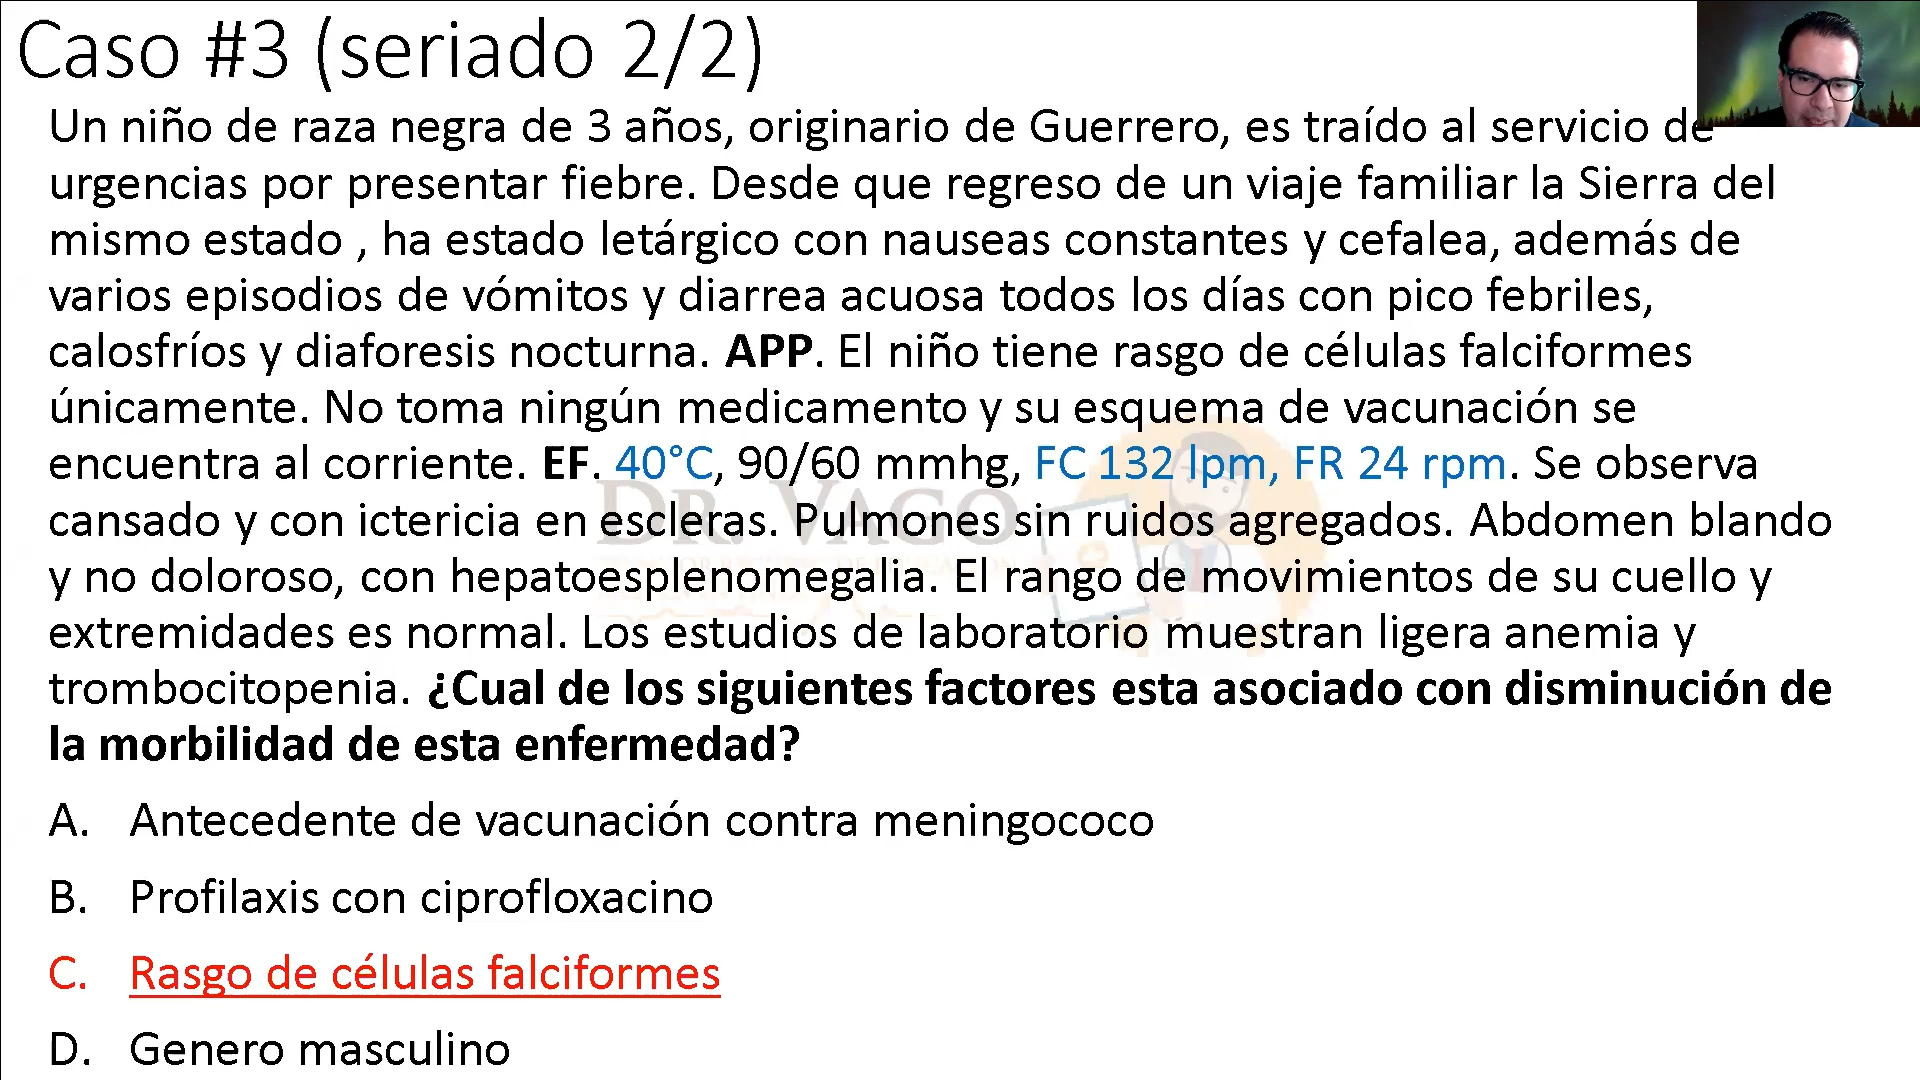 Caso #3 (seriado 2/2)
Un niño de raza negra de 3 años, originario de Guerrero, es traído al servicio de
urgencias por presentar fiebre. Desde que regreso de un viaje familiar la Sierra del
mismo estado , ha estado letárgico con nauseas constantes y cefalea, además de
varios episodios de vómitos y diarrea acuosa todos los días con pico febriles,
calosfríos y diaforesis nocturna. APP. El niño tiene rasgo de células falciformes
únicamente. No toma ningún medicamento y su esquema de vacunación se
encuentra al corriente. EF. 40°C, 90/60 mmhg, FC 132 lpm, FR 24 rpm. Se observa
cansado y con ictericia en escleras. Pulmones sin ruidos agregados. Abdomen blando
y no doloroso, con hepatoesplenomegalia. El rango de movimientos de su cuello y
extremidades es normal. Los estudios de laboratorio muestran ligera anemia y
trombocitopenia. ¿Cual de los siguientes factores esta asociado con disminución de
la morbilidad de esta enfermedad?
A. Antecedente de vacunación contra meningococo
B. Profilaxis con ciprofloxacino
C. Rasgo de células falciformes
D. Genero masculino
DR. VAGO